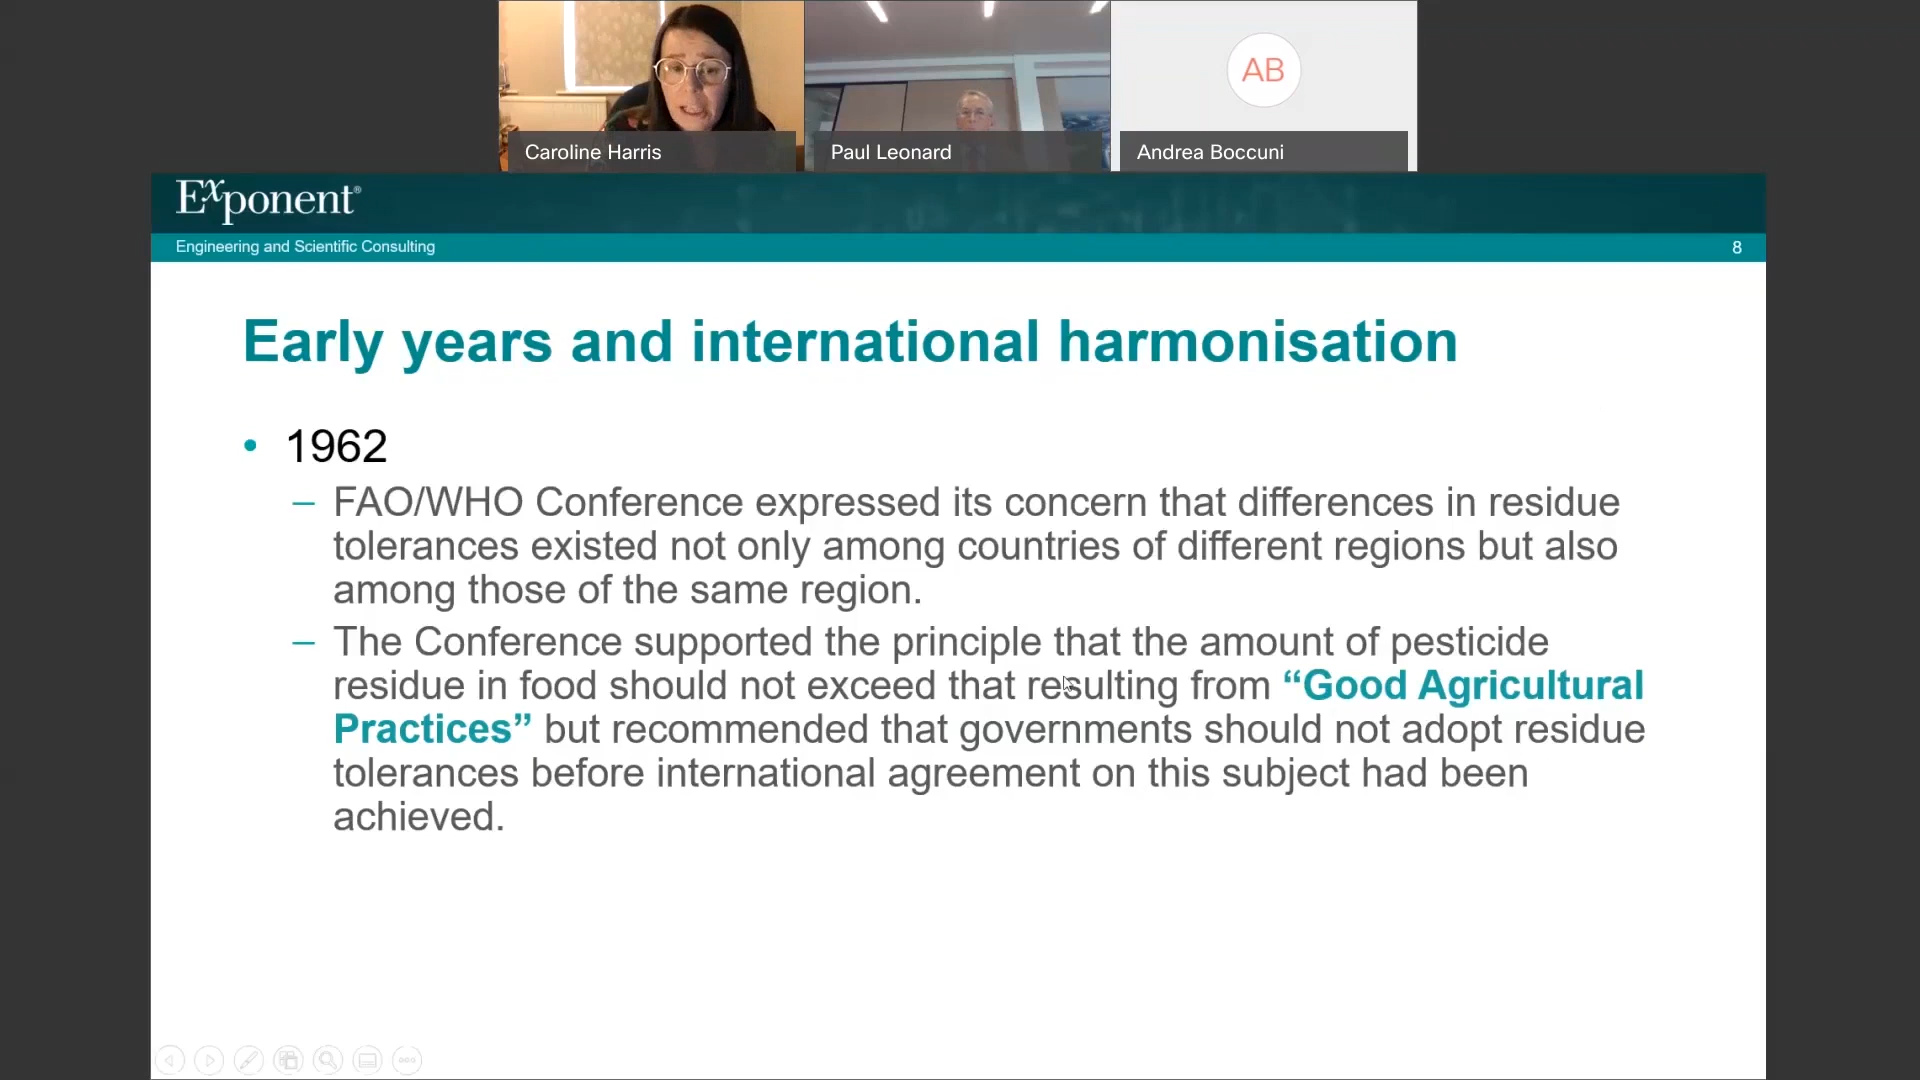 AB
Caroline Harris
Paul Leonard
Andrea Boccuni
Exponent®
Engineering and Scientific Consulting
8
Early years and international harmonisation
• 1962
– FAO/WHO Conference expressed its concern that differences in residue
tolerances existed not only among countries of different regions but also
among those of the same region.
– The Conference supported the principle that the amount of pesticide
residue in food should not exceed that resulting from “Good Agricultural
Practices” but recommended that governments should not adopt residue
tolerances before international agreement on this subject had been
achieved.